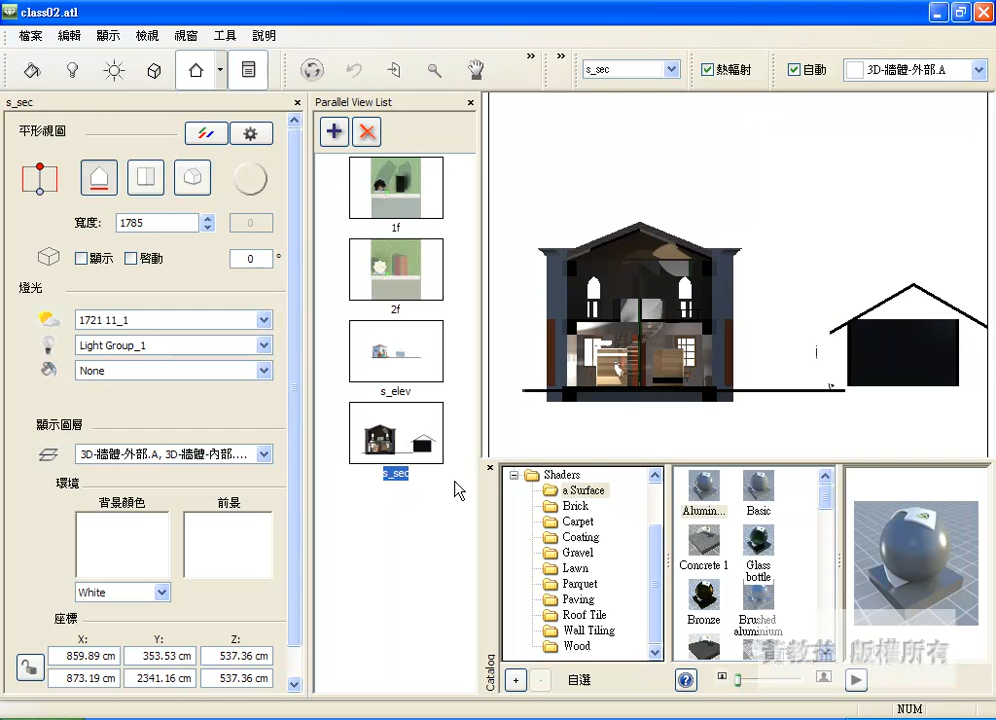 class02.atl
檔案 編輯 顯示 檢視 視窗 工具 說明
» » s_sec 熱輻射 自動 3D-牆體-外部.A
s_sec
Parallel View List
平形視圖
寬度: 1785 0
顯示 啓動 0 °
燈光
1721 11_1
Light Group_1
None
顯示圖層
3D-牆體-外部.A, 3D-牆體-內部....
環境
背景顏色 前景
White
座標
X: Y: Z:
859.89 cm 353.53 cm 537.36 cm
873.19 cm 2341.16 cm 537.36 cm
1f
2f
s_elev
s_sec
Catalog
Shaders
a Surface
Brick
Carpet
Coating
Gravel
Lawn
Parquet
Paving
Roof Tile
Wall Tiling
Wood
Alumin... Basic
Concrete 1 Glass bottle
Bronze Brushed aluminium
自選
黃教益 版權所有
NUM